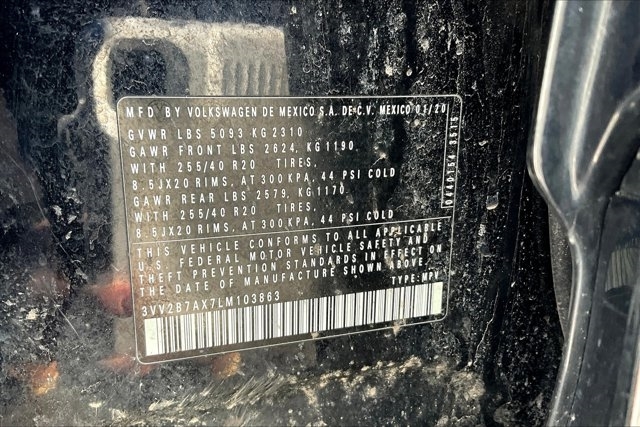 MFD BY VOLKSWAGEN DE MEXICO S.A. DE C.V. MEXICO 01/20
GVWR LBS 5093 KG 2310
GAWR FRONT LBS 2624, KG 1190,
WITH 255/40 R20 TIRES,
8.5JX20 RIMS, AT 300 KPA, 44 PSI COLD
GAWR REAR LBS 2579, KG 1170,
WITH 255/40 R20 TIRES,
8.5JX20 RIMS, AT 300 KPA, 44 PSI COLD
THIS VEHICLE CONFORMS TO ALL APPLICABLE
U.S. FEDERAL MOTOR VEHICLE SAFETY AND
THEFT PREVENTION STANDARDS IN EFFECT ON
THE DATE OF MANUFACTURE SHOWN ABOVE.
TYPE: MPV
3VV2B7AX7LM103863